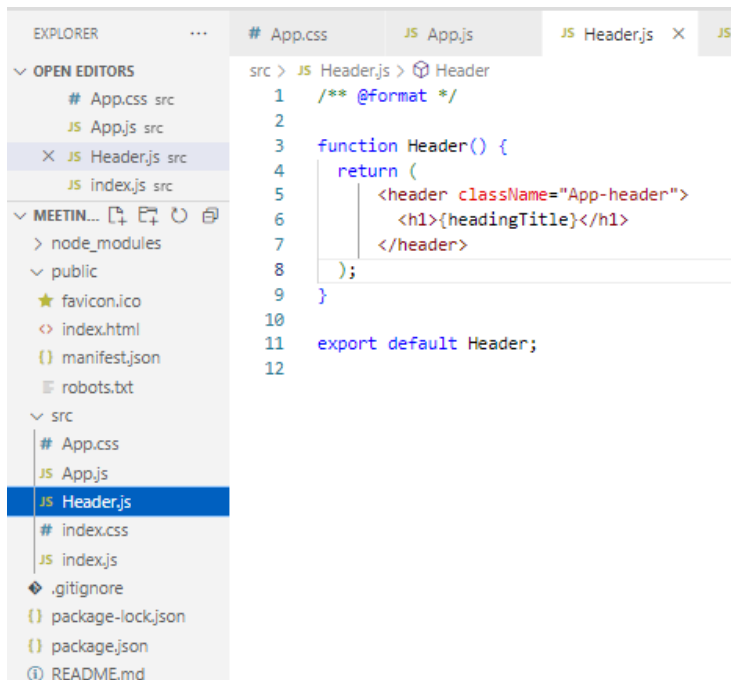 EXPLORER ...
OPEN EDITORS
# App.css src
JS App.js src
JS Header.js src
JS index.js src
MEETIN...
node_modules
public
favicon.ico
<> index.html
{} manifest.json
robots.txt
src
# App.css
JS App.js
JS Header.js
# index.css
JS index.js
.gitignore
{} package-lock.json
{} package.json
README.md
# App.css JS App.js JS Header.js JS
src > JS Header.js > Header
1 /** @format */
2
3 function Header() {
4 return (
5 <header className="App-header">
6 <h1>{headingTitle}</h1>
7 </header>
8 );
9 }
10
11 export default Header;
12